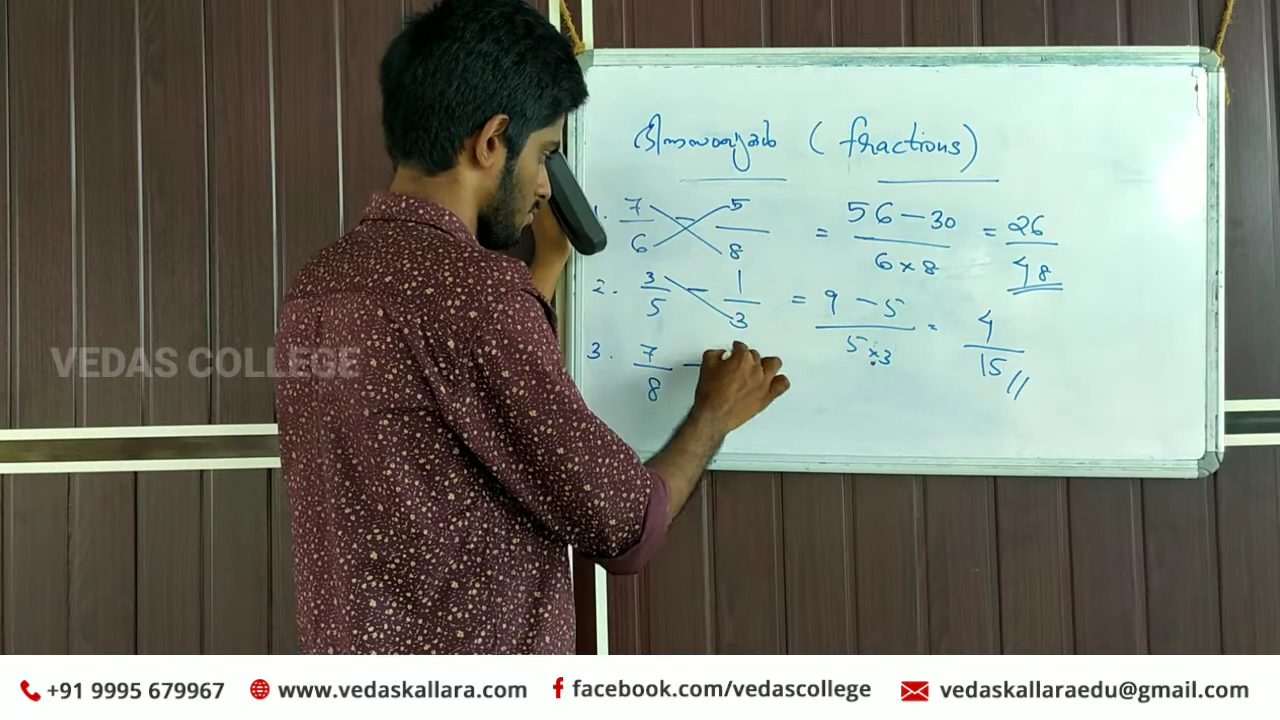 ഭിന്നസംഖ്യകൾ (fractions)
1. 7/6 - 5/8 = 56-30/6×8 = 26/48
2. 3/5 - 1/3 = 9-5/5×3 = 4/15 //
3. 7/8 -
VEDAS COLLEGE
+91 9995 679967 www.vedaskallara.com facebook.com/vedascollege vedaskallaraedu@gmail.com